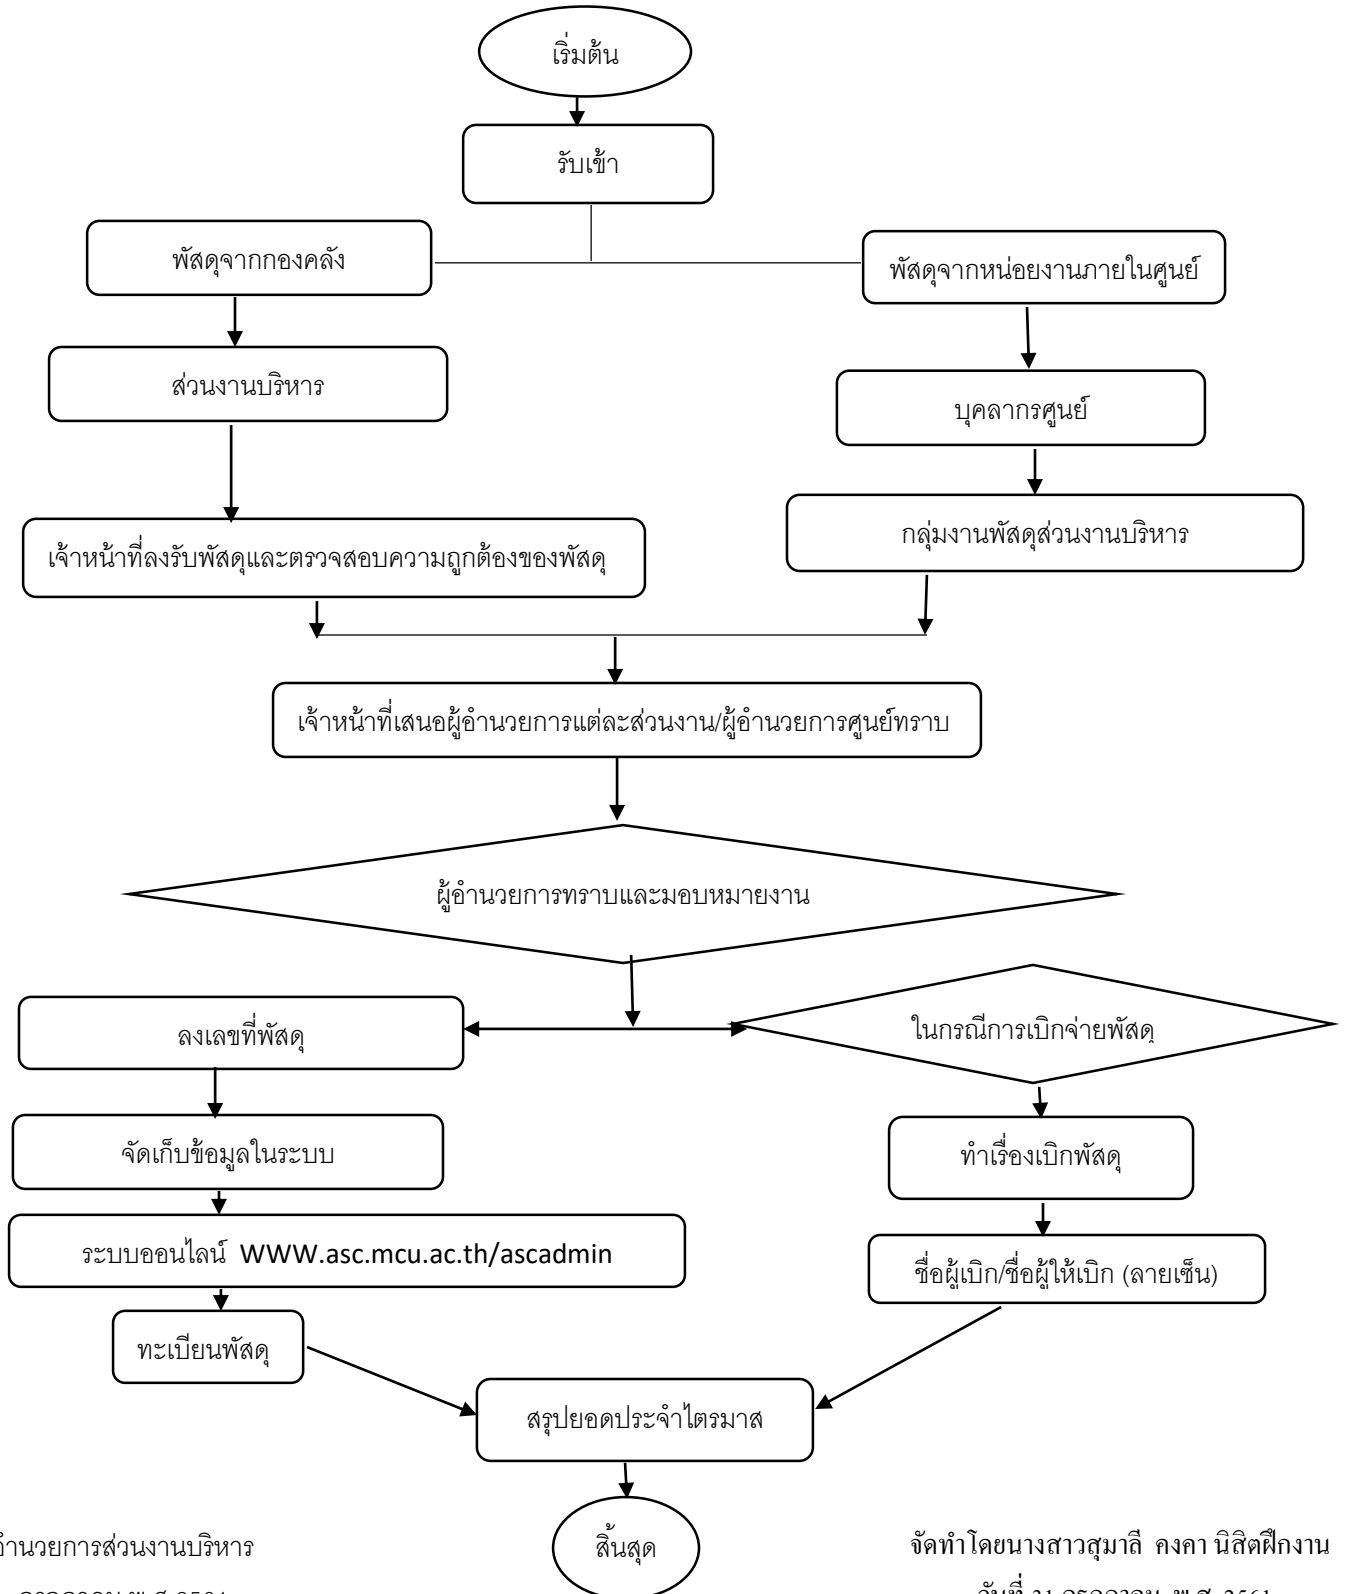 เริ่มต้น
รับเข้า
พัสดุจากกองคลัง
พัสดุจากหน่อยงานภายในศูนย์
ส่วนงานบริหาร
บุคลากรศูนย์
กลุ่มงานพัสดุส่วนงานบริหาร
เจ้าหน้าที่ลงรับพัสดุและตรวจสอบความถูกต้องของพัสดุ
เจ้าหน้าที่เสนอผู้อำนวยการแต่ละส่วนงาน/ผู้อำนวยการศูนย์ทราบ
ผู้อำนวยการทราบและมอบหมายงาน
ลงเลขที่พัสดุ
ในกรณีการเบิกจ่ายพัสดุ
จัดเก็บข้อมูลในระบบ
ทำเรื่องเบิกพัสดุ
ระบบออนไลน์ WWW.asc.mcu.ac.th/ascadmin
ชื่อผู้เบิก/ชื่อผู้ให้เบิก (ลายเซ็น)
ทะเบียนพัสดุ
สรุปยอดประจำไตรมาส
สิ้นสุด
อำนวยการส่วนงานบริหาร
จัดทำโดยนางสาวสุมาลี คงคา นิสิตฝึกงาน
วันที่ 31 กรกฎาคม พ.ศ. 2561